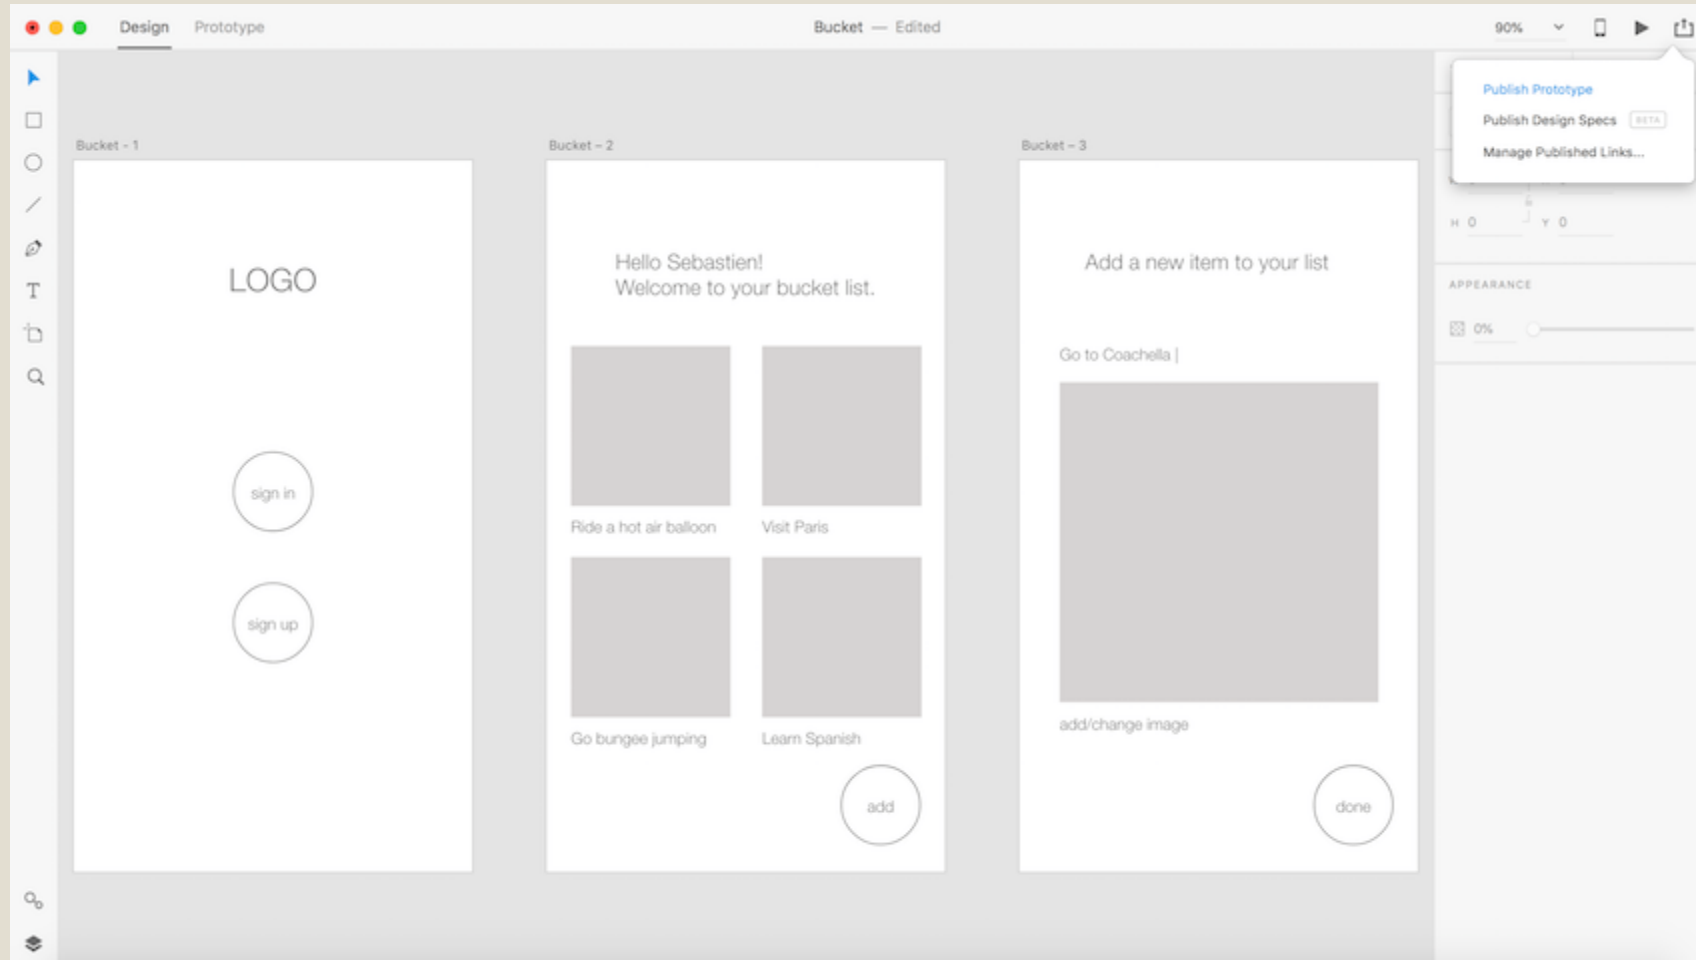 Design Prototype Bucket — Edited 90%
Publish Prototype
Publish Design Specs BETA
Manage Published Links...
H 0 Y 0
APPEARANCE
0%
Bucket - 1
LOGO
sign in
sign up
Bucket – 2
Hello Sebastien!
Welcome to your bucket list.
Ride a hot air balloon Visit Paris
Go bungee jumping Learn Spanish
add
Bucket – 3
Add a new item to your list
Go to Coachella |
add/change image
done